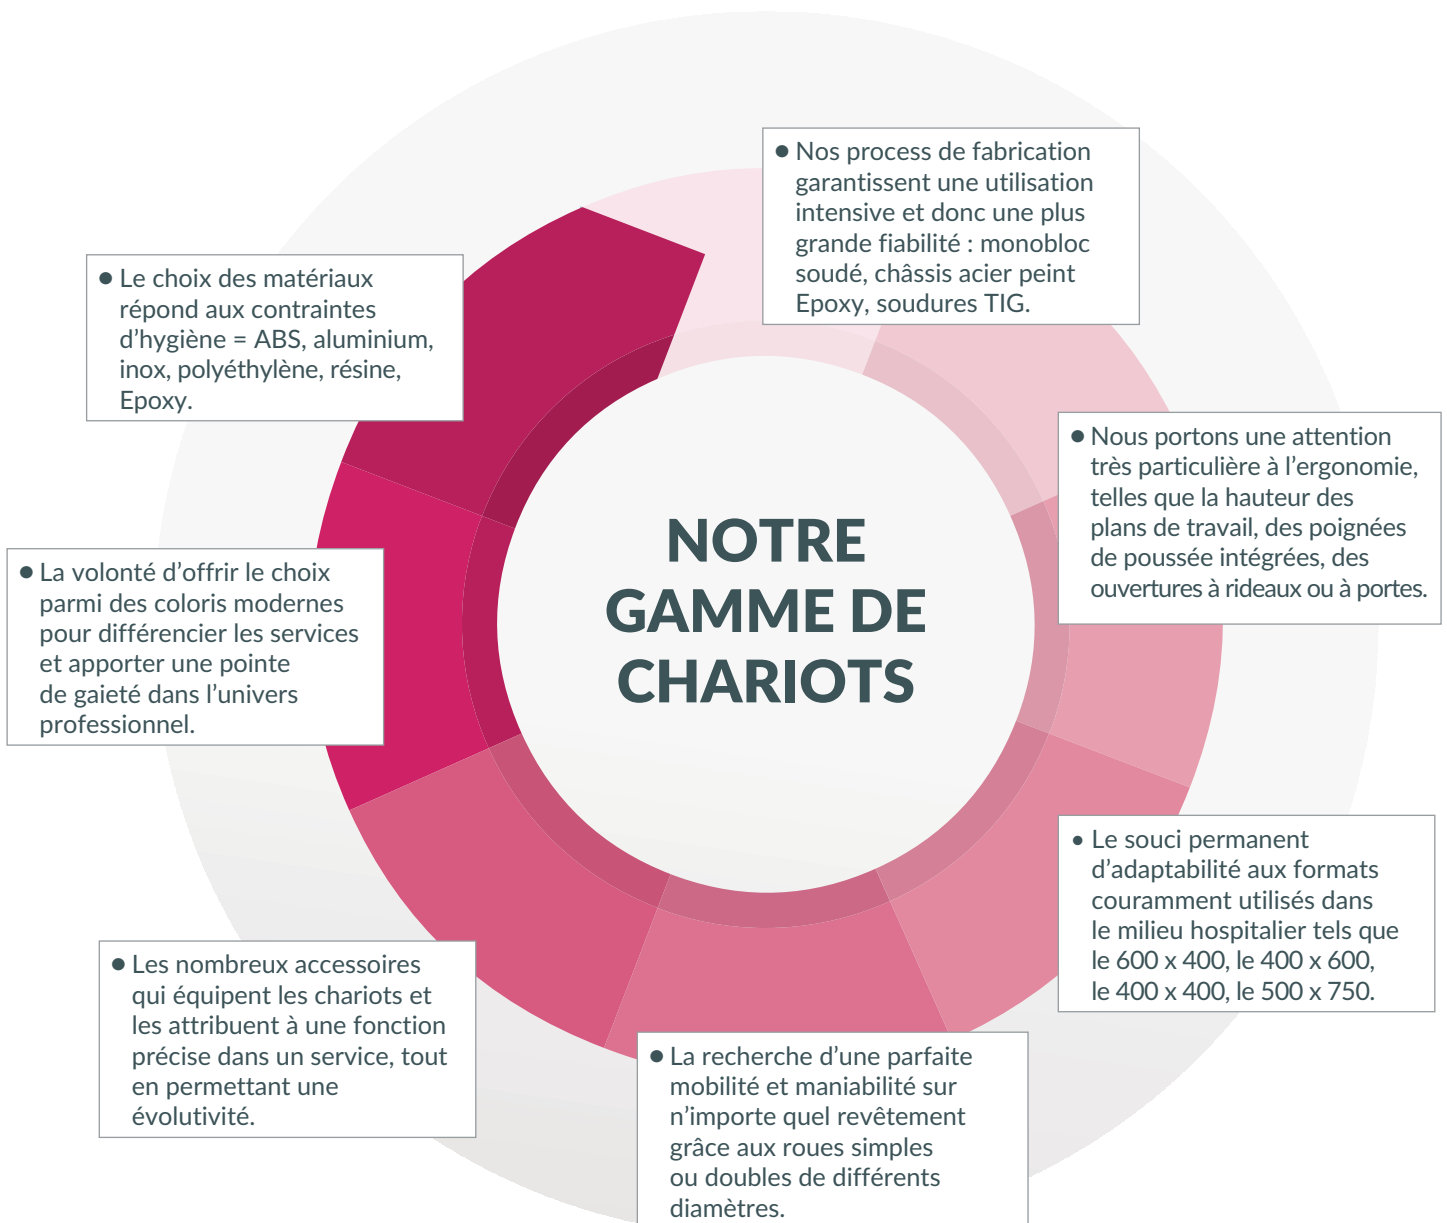 ● Nos process de fabrication
garantissent une utilisation
intensive et donc une plus
grande fiabilité : monobloc
soudé, châssis acier peint
Epoxy, soudures TIG.
● Le choix des matériaux
répond aux contraintes
d’hygiène = ABS, aluminium,
inox, polyéthylène, résine,
Epoxy.
● Nous portons une attention
très particulière à l’ergonomie,
telles que la hauteur des
plans de travail, des poignées
de poussée intégrées, des
ouvertures à rideaux ou à portes.
NOTRE
GAMME DE
CHARIOTS
● La volonté d’offrir le choix
parmi des coloris modernes
pour différencier les services
et apporter une pointe
de gaieté dans l’univers
professionnel.
● Le souci permanent
d’adaptabilité aux formats
couramment utilisés dans
le milieu hospitalier tels que
le 600 x 400, le 400 x 600,
le 400 x 400, le 500 x 750.
● Les nombreux accessoires
qui équipent les chariots et
les attribuent à une fonction
précise dans un service, tout
en permettant une
évolutivité.
● La recherche d’une parfaite
mobilité et maniabilité sur
n’importe quel revêtement
grâce aux roues simples
ou doubles de différents
diamètres.